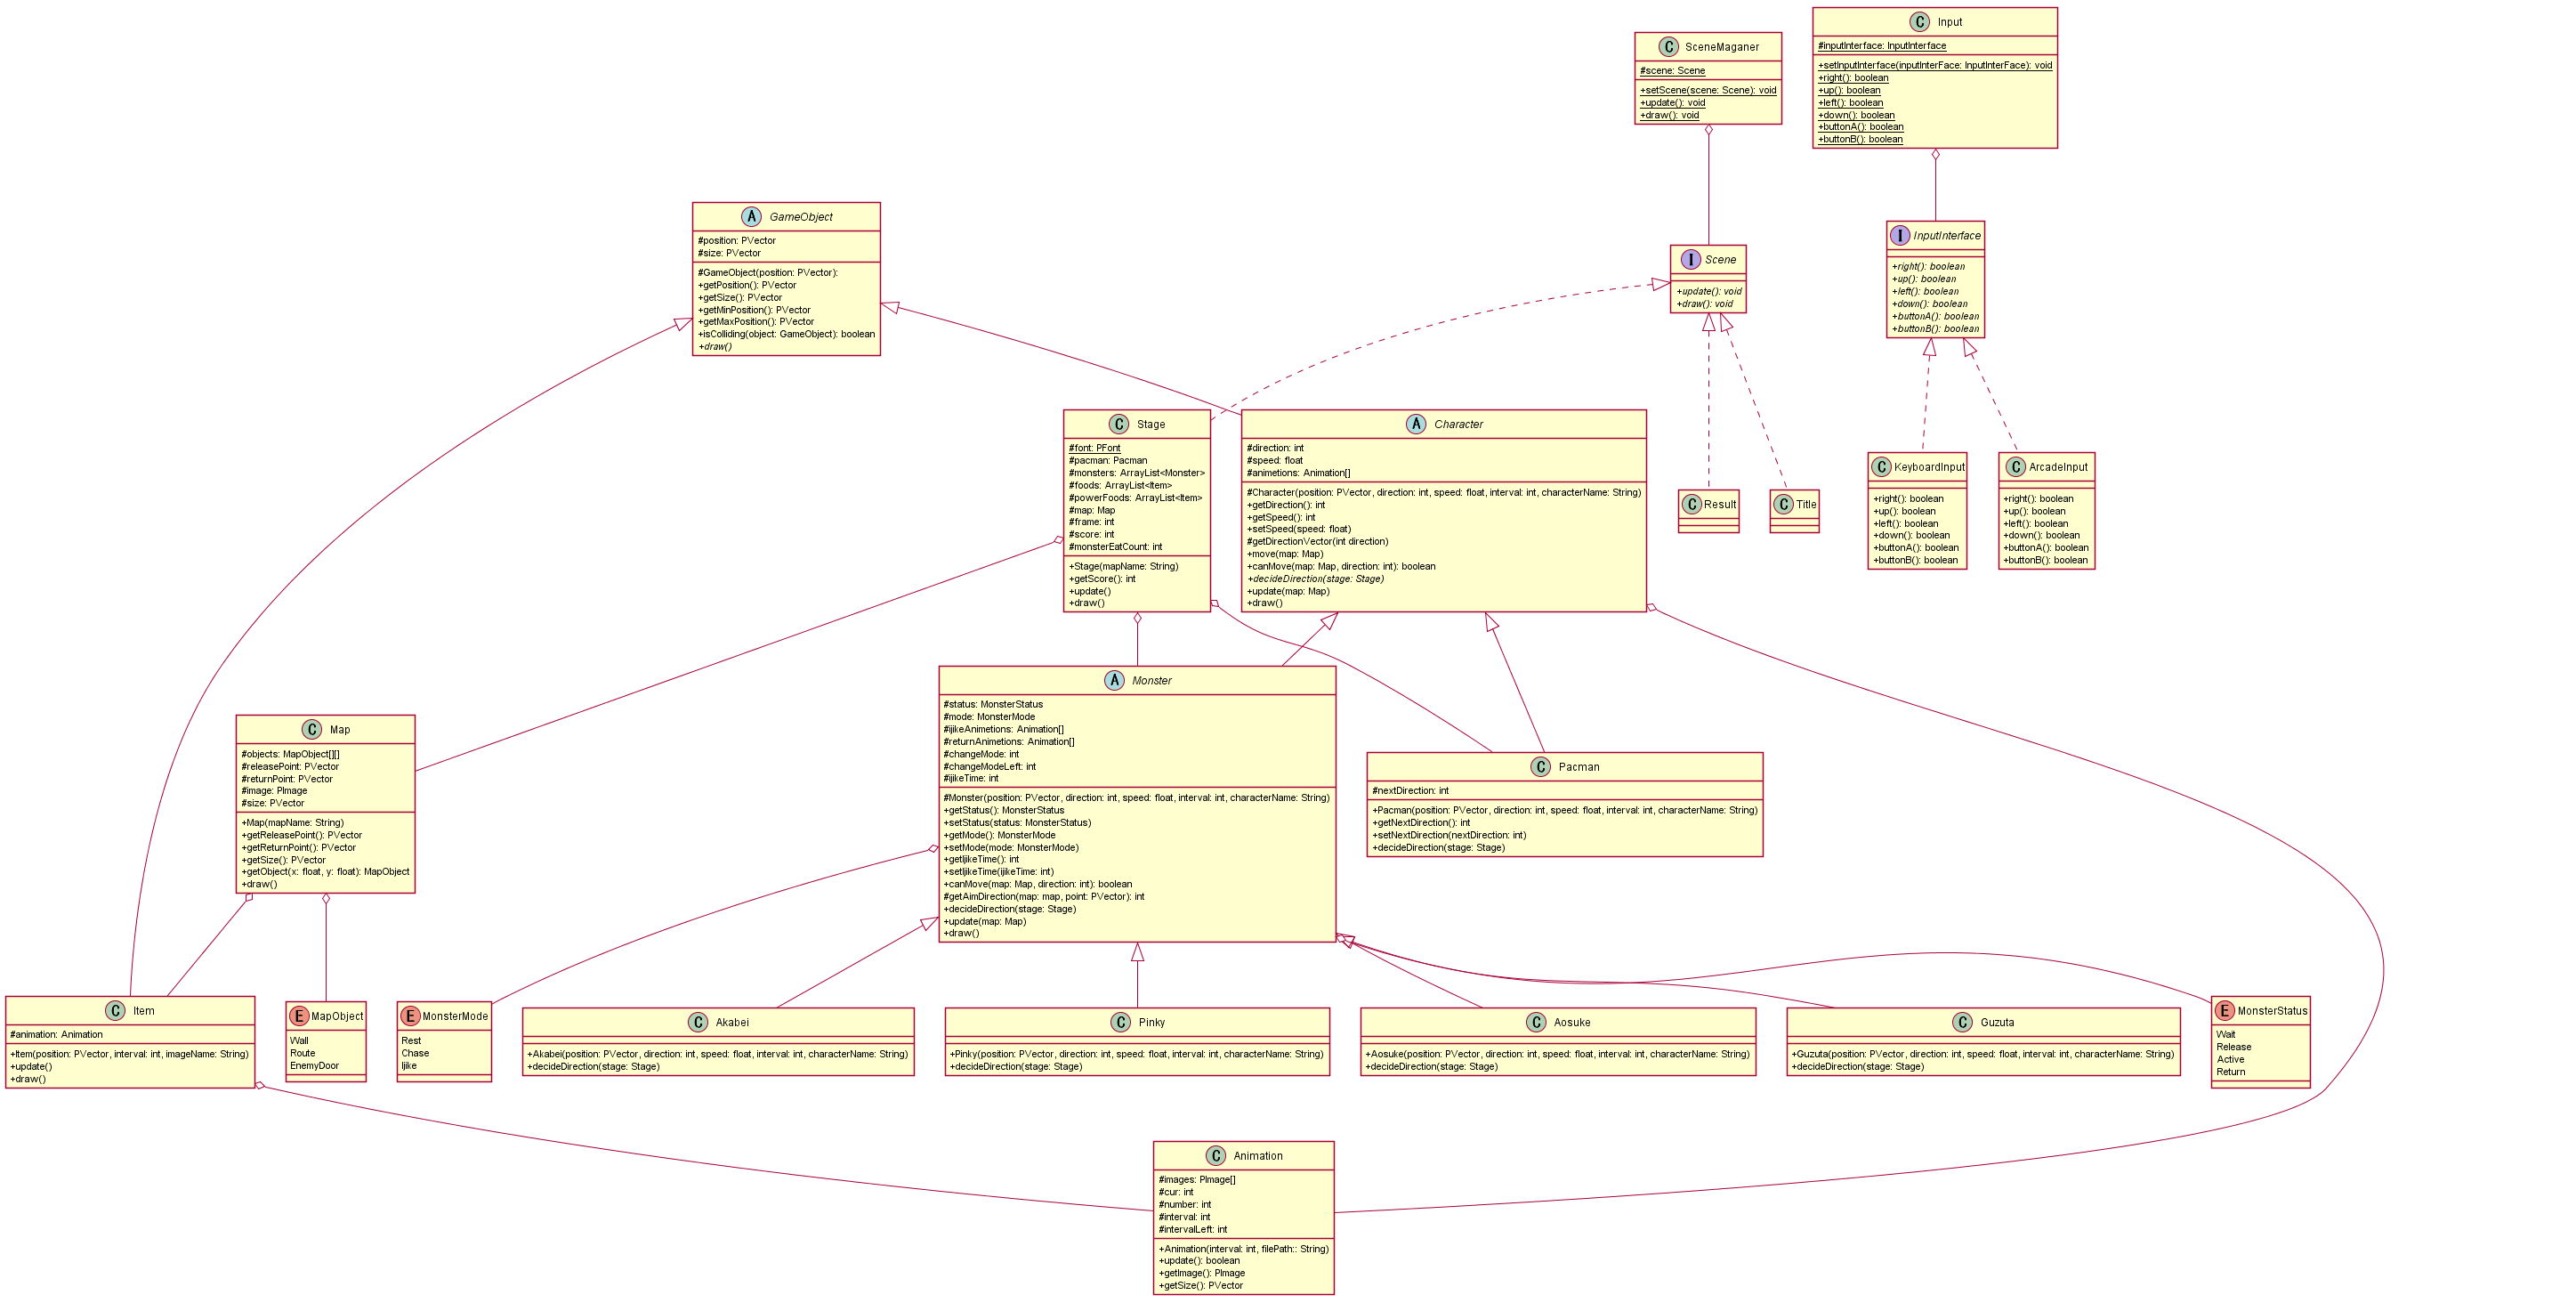 C Input
#inputInterface: InputInterface
+setInputInterface(inputInterFace: InputInterFace): void
+right(): boolean
+up(): boolean
+left(): boolean
+down(): boolean
+buttonA(): boolean
+buttonB(): boolean
C SceneMaganer
#scene: Scene
+setScene(scene: Scene): void
+update(): void
+draw(): void
A GameObject
#position: PVector
#size: PVector
#GameObject(position: PVector):
+getPosition(): PVector
+getSize(): PVector
+getMinPosition(): PVector
+getMaxPosition(): PVector
+isColliding(object: GameObject): boolean
+draw()
I Scene
+update(): void
+draw(): void
I InputInterface
+right(): boolean
+up(): boolean
+left(): boolean
+down(): boolean
+buttonA(): boolean
+buttonB(): boolean
C Stage
#font: PFont
#pacman: Pacman
#monsters: ArrayList<Monster>
#foods: ArrayList<Item>
#powerFoods: ArrayList<Item>
#map: Map
#frame: int
#score: int
#monsterEatCount: int
+Stage(mapName: String)
+getScore(): int
+update()
+draw()
A Character
#direction: int
#speed: float
#animetions: Animation[]
#Character(position: PVector, direction: int, speed: float, interval: int, characterName: String)
+getDirection(): int
+getSpeed(): int
+setSpeed(speed: float)
#getDirectionVector(int direction)
+move(map: Map)
+canMove(map: Map, direction: int): boolean
+decideDirection(stage: Stage)
+update(map: Map)
+draw()
C Result
C Title
C KeyboardInput
+right(): boolean
+up(): boolean
+left(): boolean
+down(): boolean
+buttonA(): boolean
+buttonB(): boolean
C ArcadeInput
+right(): boolean
+up(): boolean
+left(): boolean
+down(): boolean
+buttonA(): boolean
+buttonB(): boolean
C Map
#objects: MapObject[][]
#releasePoint: PVector
#returnPoint: PVector
#image: PImage
#size: PVector
+Map(mapName: String)
+getReleasePoint(): PVector
+getReturnPoint(): PVector
+getSize(): PVector
+getObject(x: float, y: float): MapObject
+draw()
A Monster
#status: MonsterStatus
#mode: MonsterMode
#ijikeAnimetions: Animation[]
#returnAnimetions: Animation[]
#changeMode: int
#changeModeLeft: int
#ijikeTime: int
#Monster(position: PVector, direction: int, speed: float, interval: int, characterName: String)
+getStatus(): MonsterStatus
+setStatus(status: MonsterStatus)
+getMode(): MonsterMode
+setMode(mode: MonsterMode)
+getIjikeTime(): int
+setIjikeTime(ijikeTime: int)
+canMove(map: Map, direction: int): boolean
#getAimDirection(map: map, point: PVector): int
+decideDirection(stage: Stage)
+update(map: Map)
+draw()
C Pacman
#nextDirection: int
+Pacman(position: PVector, direction: int, speed: float, interval: int, characterName: String)
+getNextDirection(): int
+setNextDirection(nextDirection: int)
+decideDirection(stage: Stage)
C Item
#animation: Animation
+Item(position: PVector, interval: int, imageName: String)
+update()
+draw()
E MapObject
Wall
Route
EnemyDoor
E MonsterMode
Rest
Chase
Ijike
C Akabei
+Akabei(position: PVector, direction: int, speed: float, interval: int, characterName: String)
+decideDirection(stage: Stage)
C Pinky
+Pinky(position: PVector, direction: int, speed: float, interval: int, characterName: String)
+decideDirection(stage: Stage)
C Aosuke
+Aosuke(position: PVector, direction: int, speed: float, interval: int, characterName: String)
+decideDirection(stage: Stage)
C Guzuta
+Guzuta(position: PVector, direction: int, speed: float, interval: int, characterName: String)
+decideDirection(stage: Stage)
E MonsterStatus
Wait
Release
Active
Return
C Animation
#images: PImage[]
#cur: int
#number: int
#interval: int
#intervalLeft: int
+Animation(interval: int, filePath:: String)
+update(): boolean
+getImage(): PImage
+getSize(): PVector